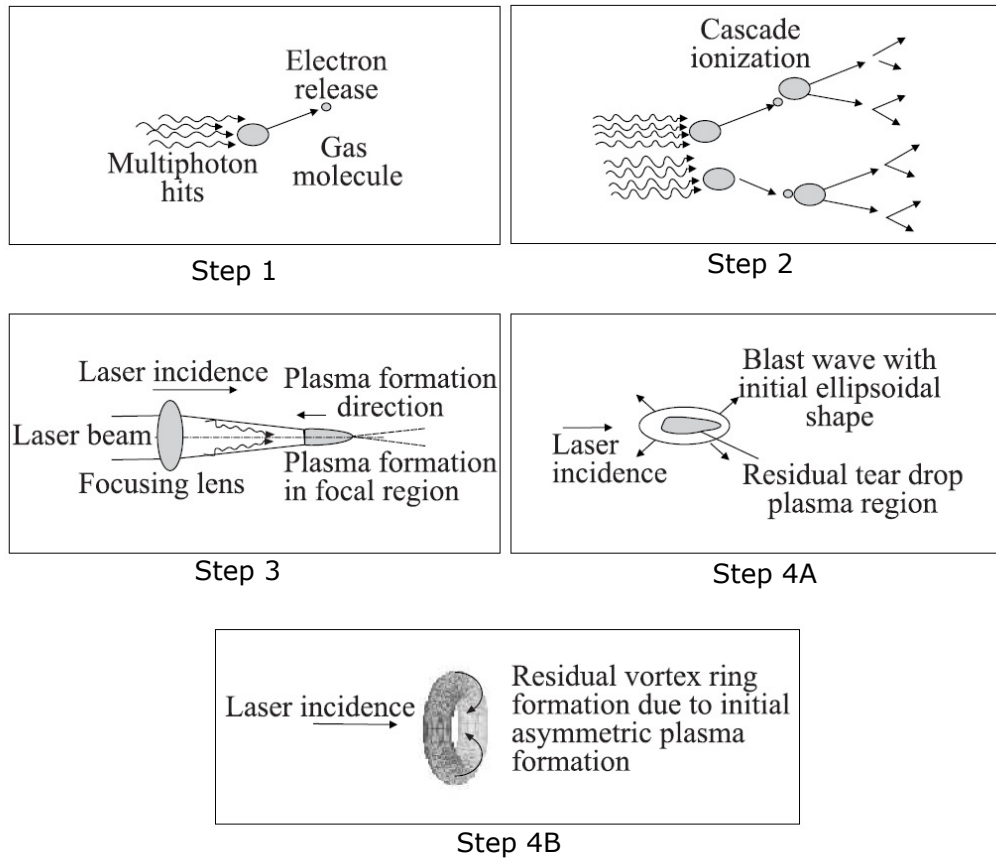 Electron
release
Multiphoton
hits
Gas
molecule
Step 1
Cascade
ionization
Step 2
Laser incidence
Plasma formation
direction
Laser beam
Focusing lens
Plasma formation
in focal region
Step 3
Blast wave with
initial ellipsoidal
shape
Laser
incidence
Residual tear drop
plasma region
Step 4A
Laser incidence
Residual vortex ring
formation due to initial
asymmetric plasma
formation
Step 4B